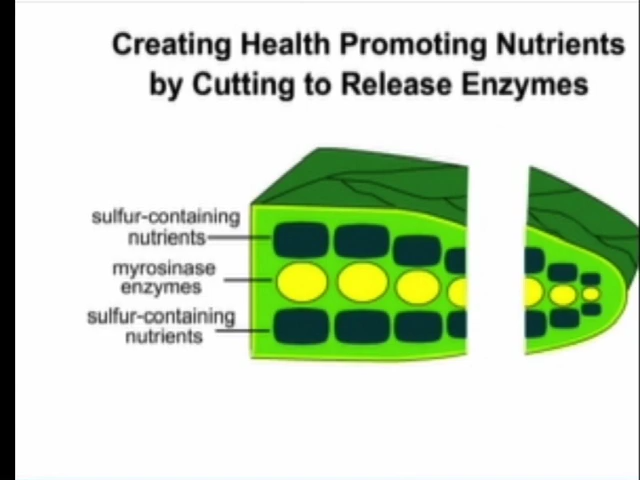 Creating Health Promoting Nutrients
by Cutting to Release Enzymes
sulfur-containing
nutrients
myrosinase
enzymes
sulfur-containing
nutrients